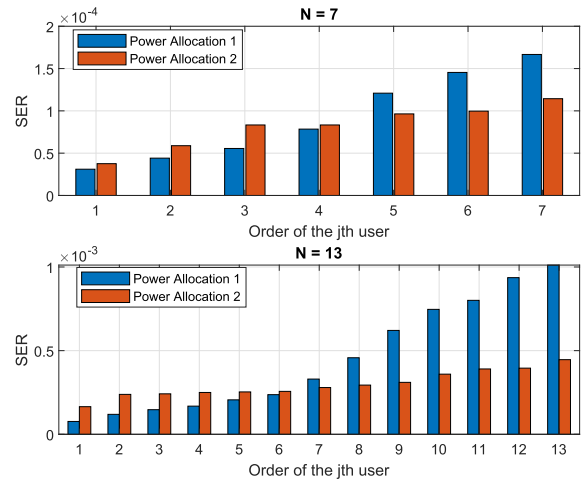 N = 7
×10^-4
2
1.5
1
0.5
0
SER
Power Allocation 1
Power Allocation 2
1 2 3 4 5 6 7
Order of the jth user
N = 13
×10^-3
1
0.5
0
SER
Power Allocation 1
Power Allocation 2
1 2 3 4 5 6 7 8 9 10 11 12 13
Order of the jth user